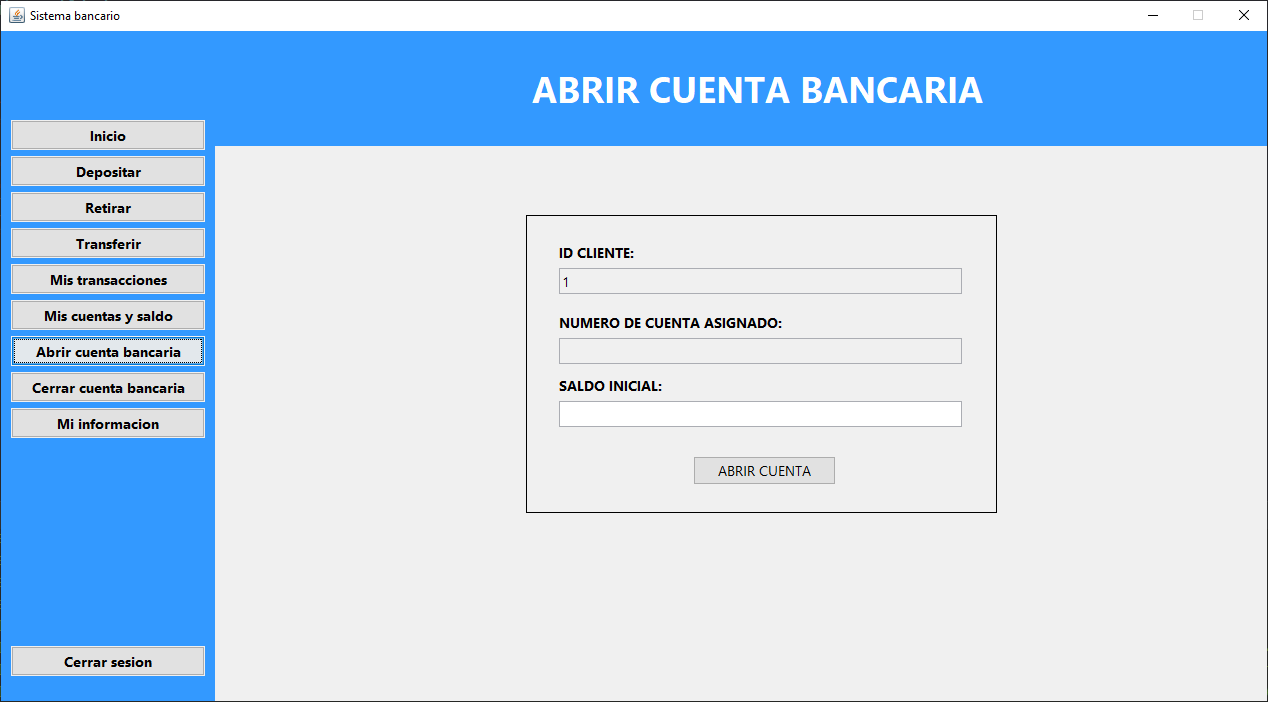 Sistema bancario
ABRIR CUENTA BANCARIA
Inicio
Depositar
Retirar
Transferir
Mis transacciones
Mis cuentas y saldo
Abrir cuenta bancaria
Cerrar cuenta bancaria
Mi informacion
Cerrar sesion
ID CLIENTE:
1
NUMERO DE CUENTA ASIGNADO:
SALDO INICIAL:
ABRIR CUENTA